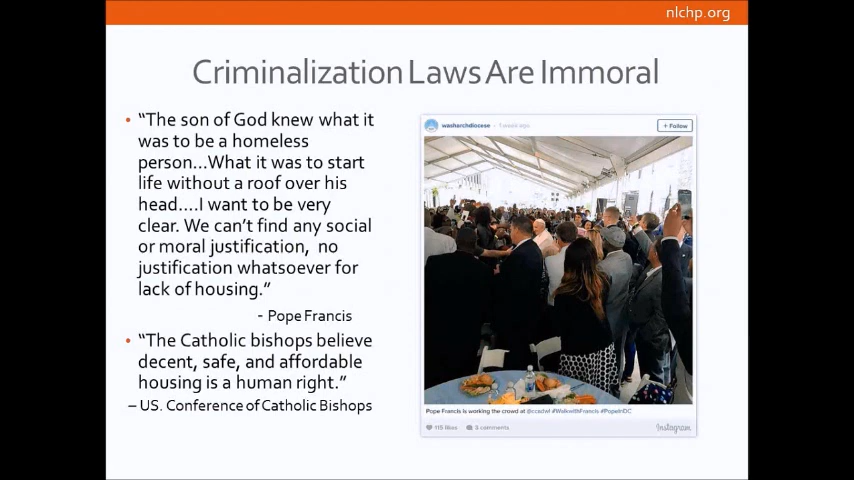 nlchp.org
Criminalization Laws Are Immoral
• “The son of God knew what it
was to be a homeless
person...What it was to start
life without a roof over his
head....I want to be very
clear. We can’t find any social
or moral justification, no
justification whatsoever for
lack of housing.”
- Pope Francis
• “The Catholic bishops believe
decent, safe, and affordable
housing is a human right.”
– US. Conference of Catholic Bishops
washarchdiocese • 1 week ago
+ Follow
Pope Francis is working the crowd at @ccadw! #WalkwithFrancis #PopeInDC
115 likes 3 comments
Instagram